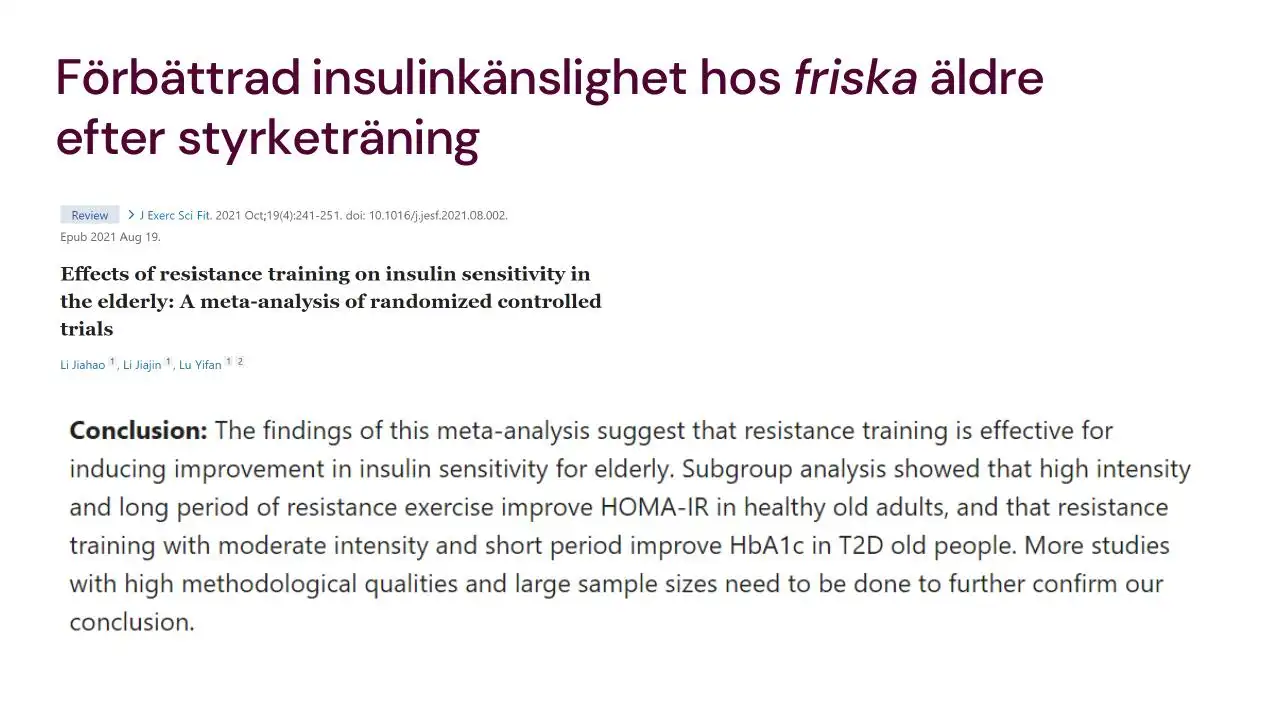 Förbättrad insulinkänslighet hos friska äldre
efter styrketräning
Review > J Exerc Sci Fit. 2021 Oct;19(4):241-251. doi: 10.1016/j.jesf.2021.08.002.
Epub 2021 Aug 19.
Effects of resistance training on insulin sensitivity in
the elderly: A meta-analysis of randomized controlled
trials
Li Jiahao 1, Li Jiajin 1, Lu Yifan 1 2
Conclusion: The findings of this meta-analysis suggest that resistance training is effective for
inducing improvement in insulin sensitivity for elderly. Subgroup analysis showed that high intensity
and long period of resistance exercise improve HOMA-IR in healthy old adults, and that resistance
training with moderate intensity and short period improve HbA1c in T2D old people. More studies
with high methodological qualities and large sample sizes need to be done to further confirm our
conclusion.